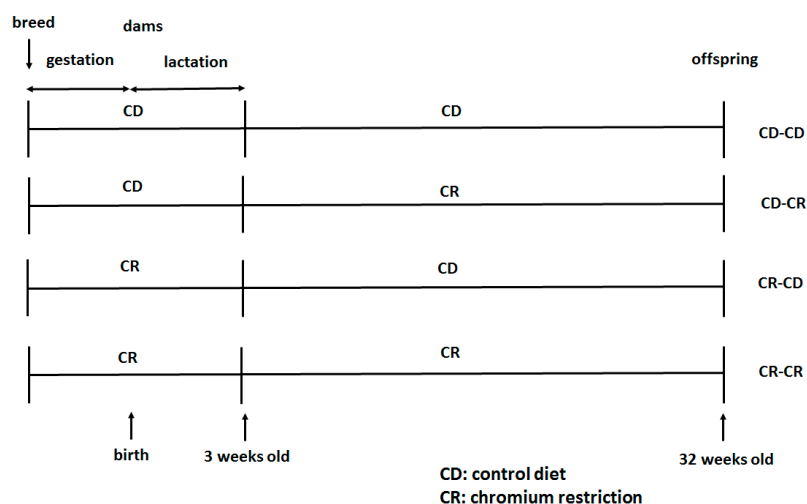 breed
dams
gestation
lactation
offspring
CD
CD
CD-CD
CD
CR
CD-CR
CR
CD
CR-CD
CR
CR
CR-CR
birth
3 weeks old
32 weeks old
CD: control diet
CR: chromium restriction